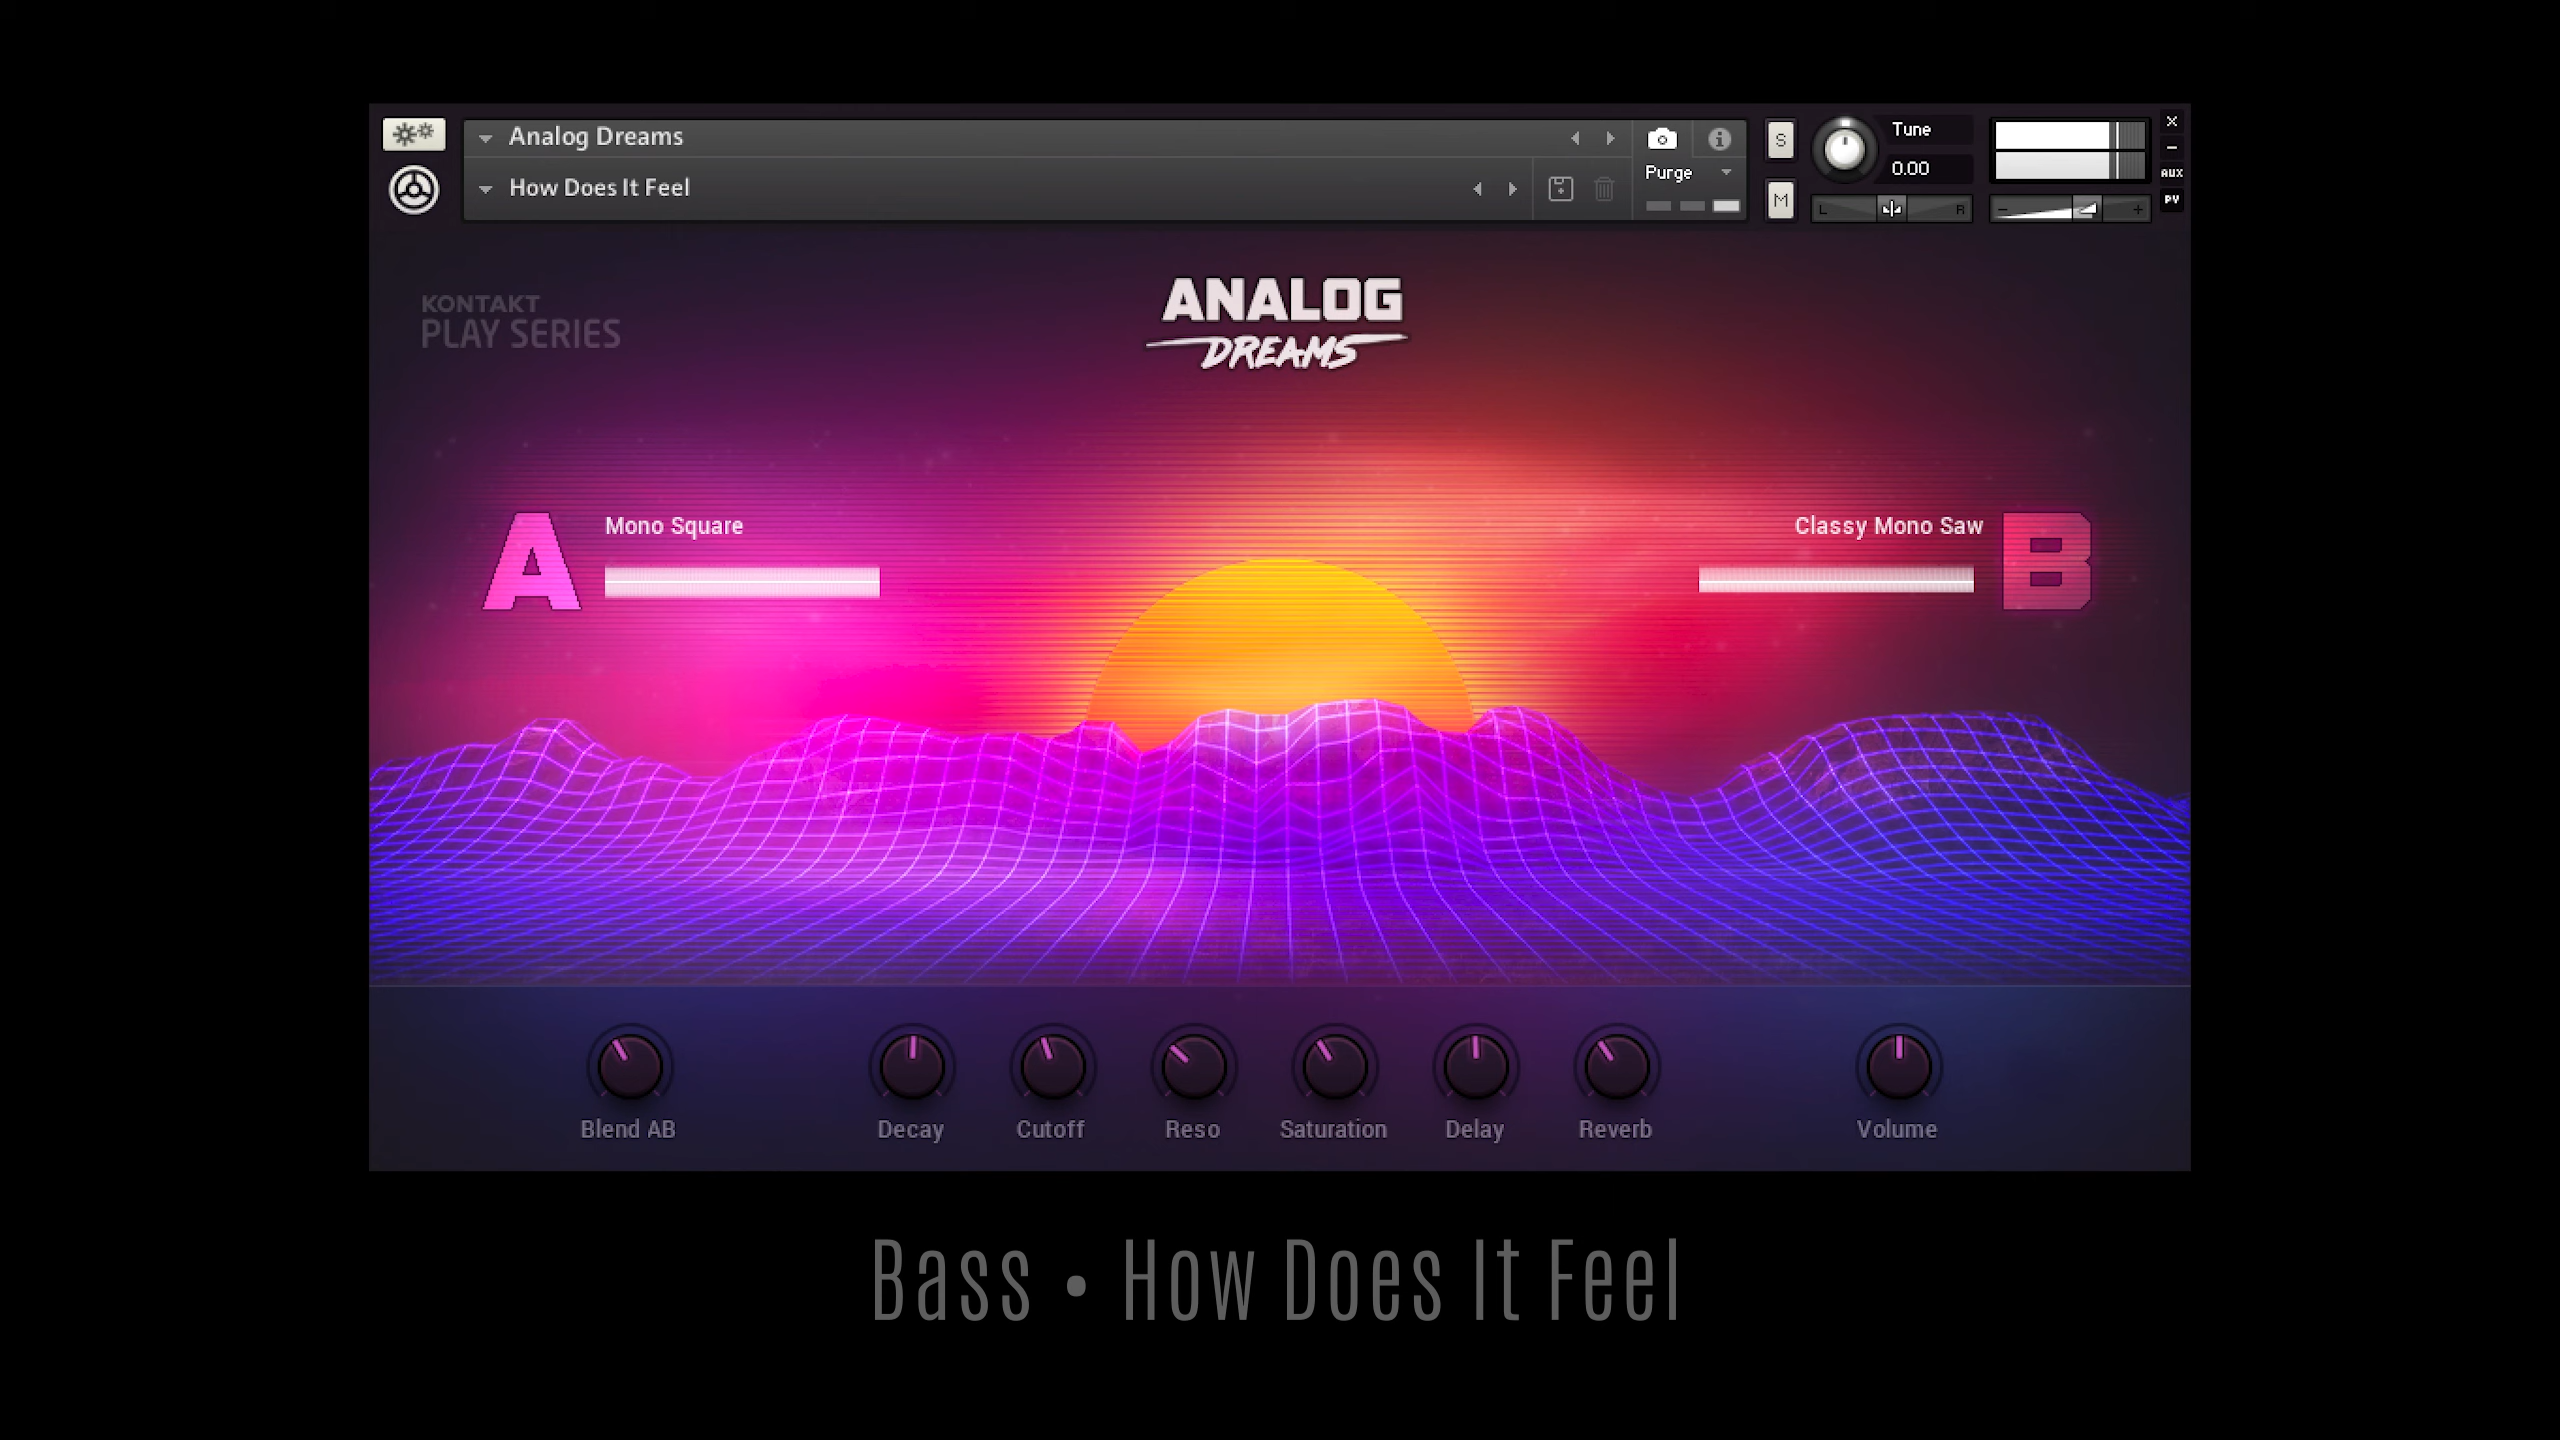 Analog Dreams
How Does It Feel
Purge
S
M
Tune
0.00
L
R
- +
x
AUX
PV
KONTAKT
PLAY SERIES
ANALOG
DREAMS
A
Mono Square
Classy Mono Saw
B
Blend AB
Decay
Cutoff
Reso
Saturation
Delay
Reverb
Volume
Bass • How Does It Feel